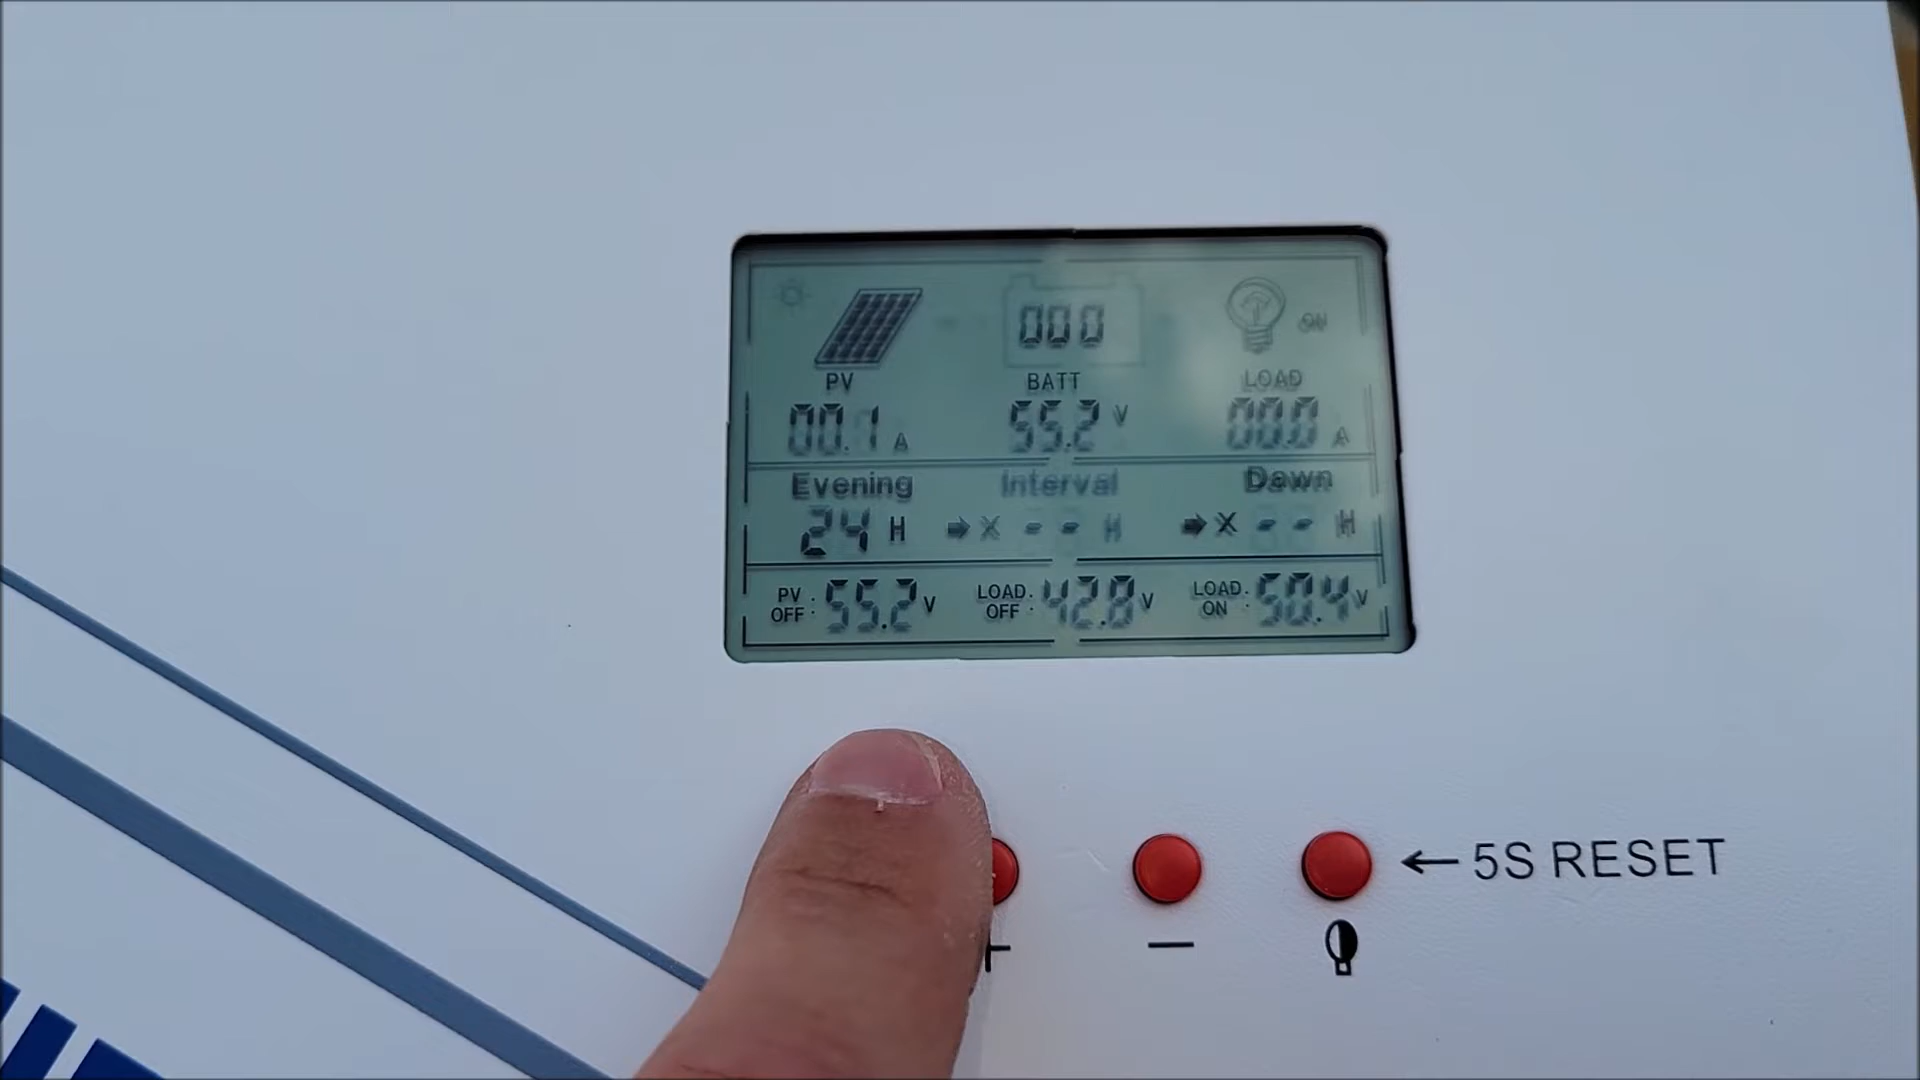 000
ON
PV BATT LOAD
00.1 A 55.2 V 00.0 A
Evening Interval Dawn
24 H → X -- H → X -- H
PV OFF: 55.2 V LOAD. OFF: 42.8 V LOAD. ON: 50.4 V
← 5S RESET
+ —